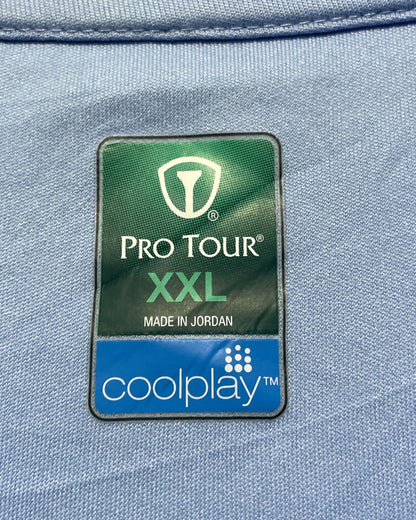 ®
PRO TOUR®
XXL
MADE IN JORDAN
coolplay™